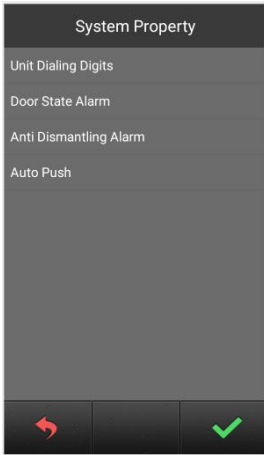 System Property
Unit Dialing Digits
Door State Alarm
Anti Dismantling Alarm
Auto Push